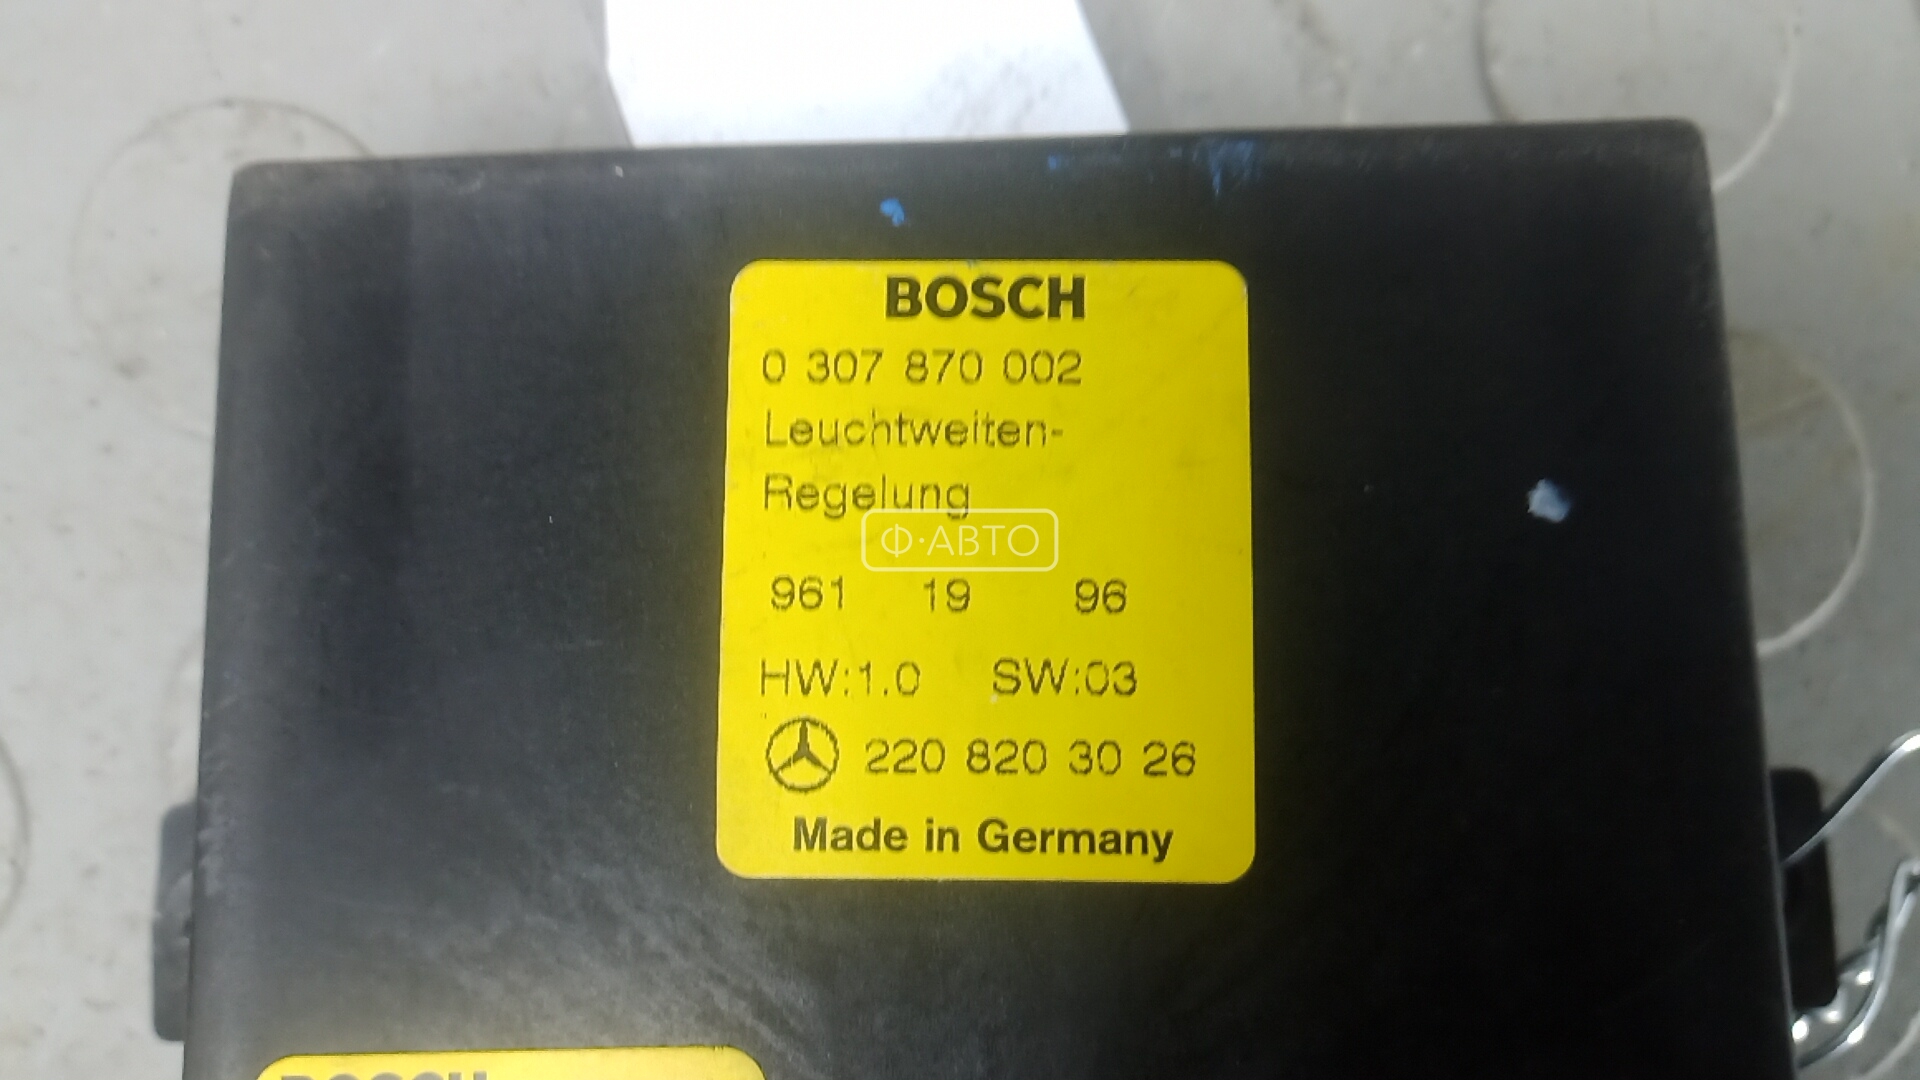 BOSCH
0 307 870 002
Leuchtweiten-
Regelung
Ф·АВТО
961 19 96
HW:1.0 SW:03
220 820 30 26
Made in Germany
BOSCH